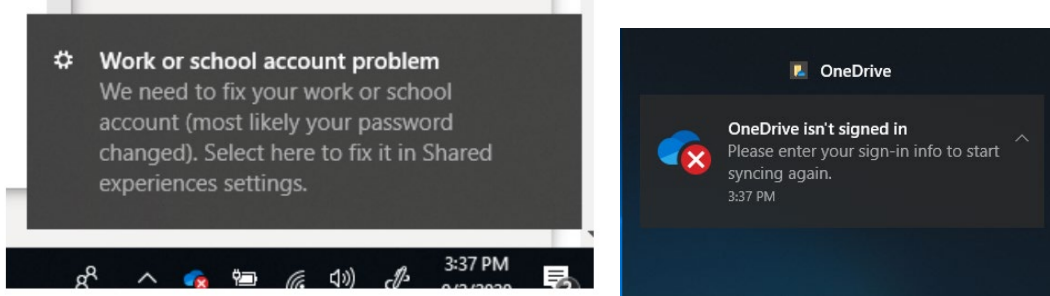 Work or school account problem
We need to fix your work or school
account (most likely your password
changed). Select here to fix it in Shared
experiences settings.
3:37 PM
OneDrive
OneDrive isn't signed in
Please enter your sign-in info to start
syncing again.
3:37 PM